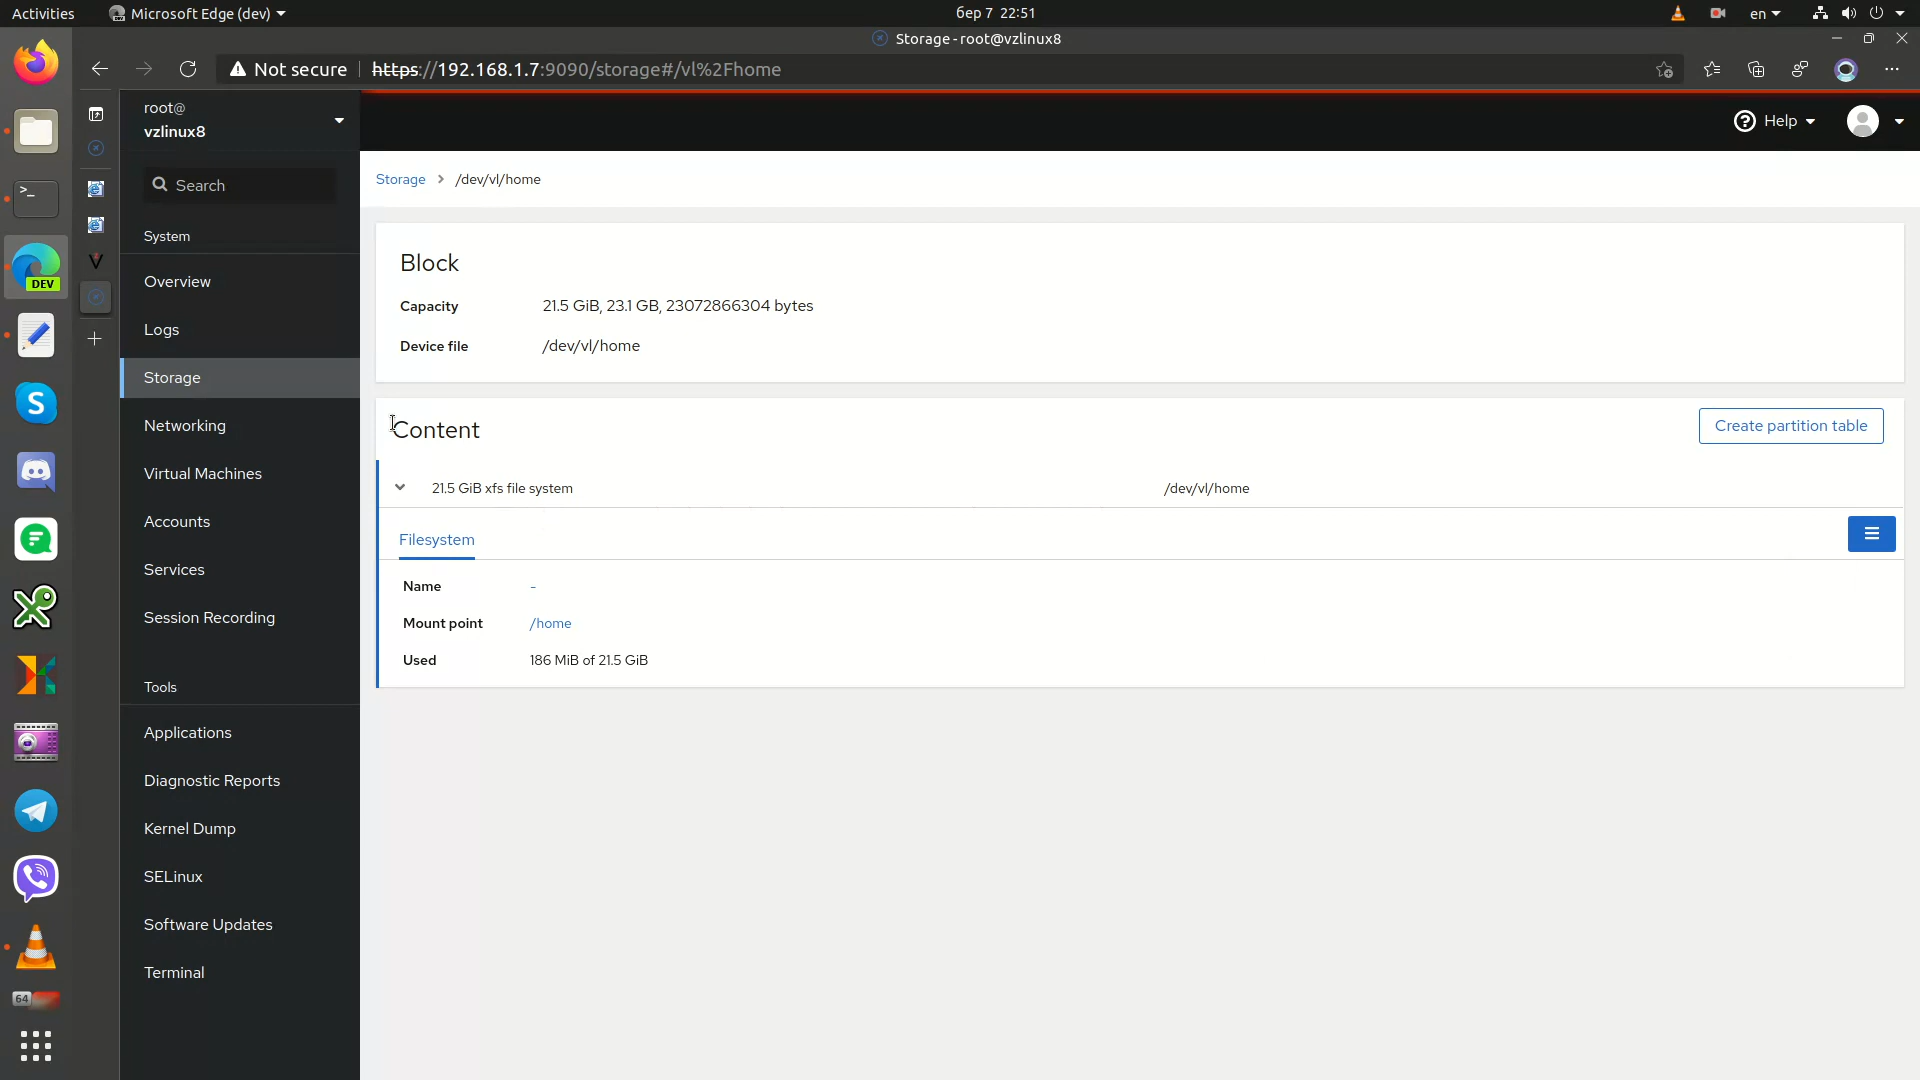 Activities
Microsoft Edge (dev)
бер 7 22:51
en
Storage - root@vzlinux8
Not secure
https://192.168.1.7:9090/storage#/vl%2Fhome
root@
vzlinux8
Help
Search
Storage > /dev/vl/home
System
Overview
Logs
Storage
Networking
Virtual Machines
Accounts
Services
Session Recording
Tools
Applications
Diagnostic Reports
Kernel Dump
SELinux
Software Updates
Terminal
DEV
64
Block
Capacity 21.5 GiB, 23.1 GB, 23072866304 bytes
Device file /dev/vl/home
Content
Create partition table
21.5 GiB xfs file system /dev/vl/home
Filesystem
Name -
Mount point /home
Used 186 MiB of 21.5 GiB